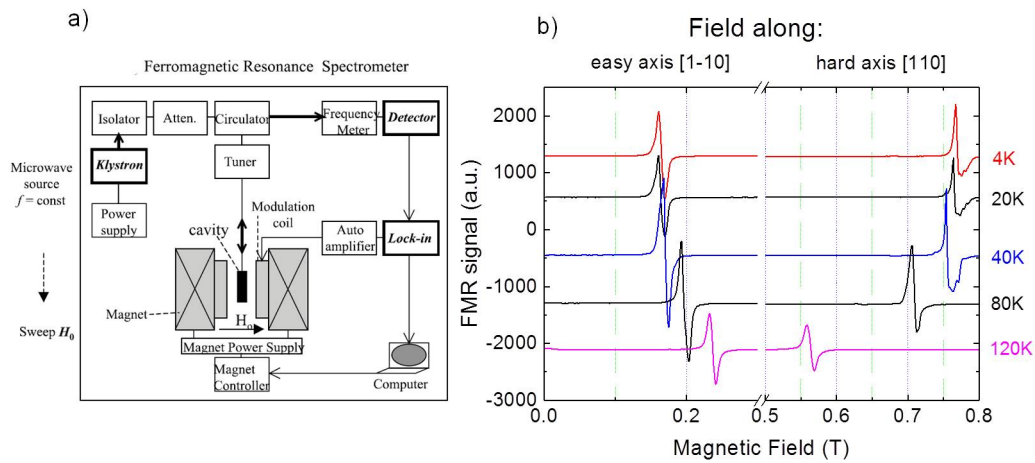 a)
Ferromagnetic Resonance Spectrometer
Isolator
Atten.
Circulator
Frequency
Meter
Detector
Klystron
Tuner
Microwave
source
f = const
Power
supply
Modulation
coil
cavity
Auto
amplifier
Lock-in
Magnet
H
Sweep H₀
Magnet Power Supply
Magnet
Controller
Computer
b)
Field along:
easy axis [1-10]
hard axis [110]
2000
1000
0
-1000
-2000
-3000
FMR signal (a.u.)
4K
20K
40K
80K
120K
0.0
0.2
0.5
0.6
0.7
0.8
Magnetic Field (T)